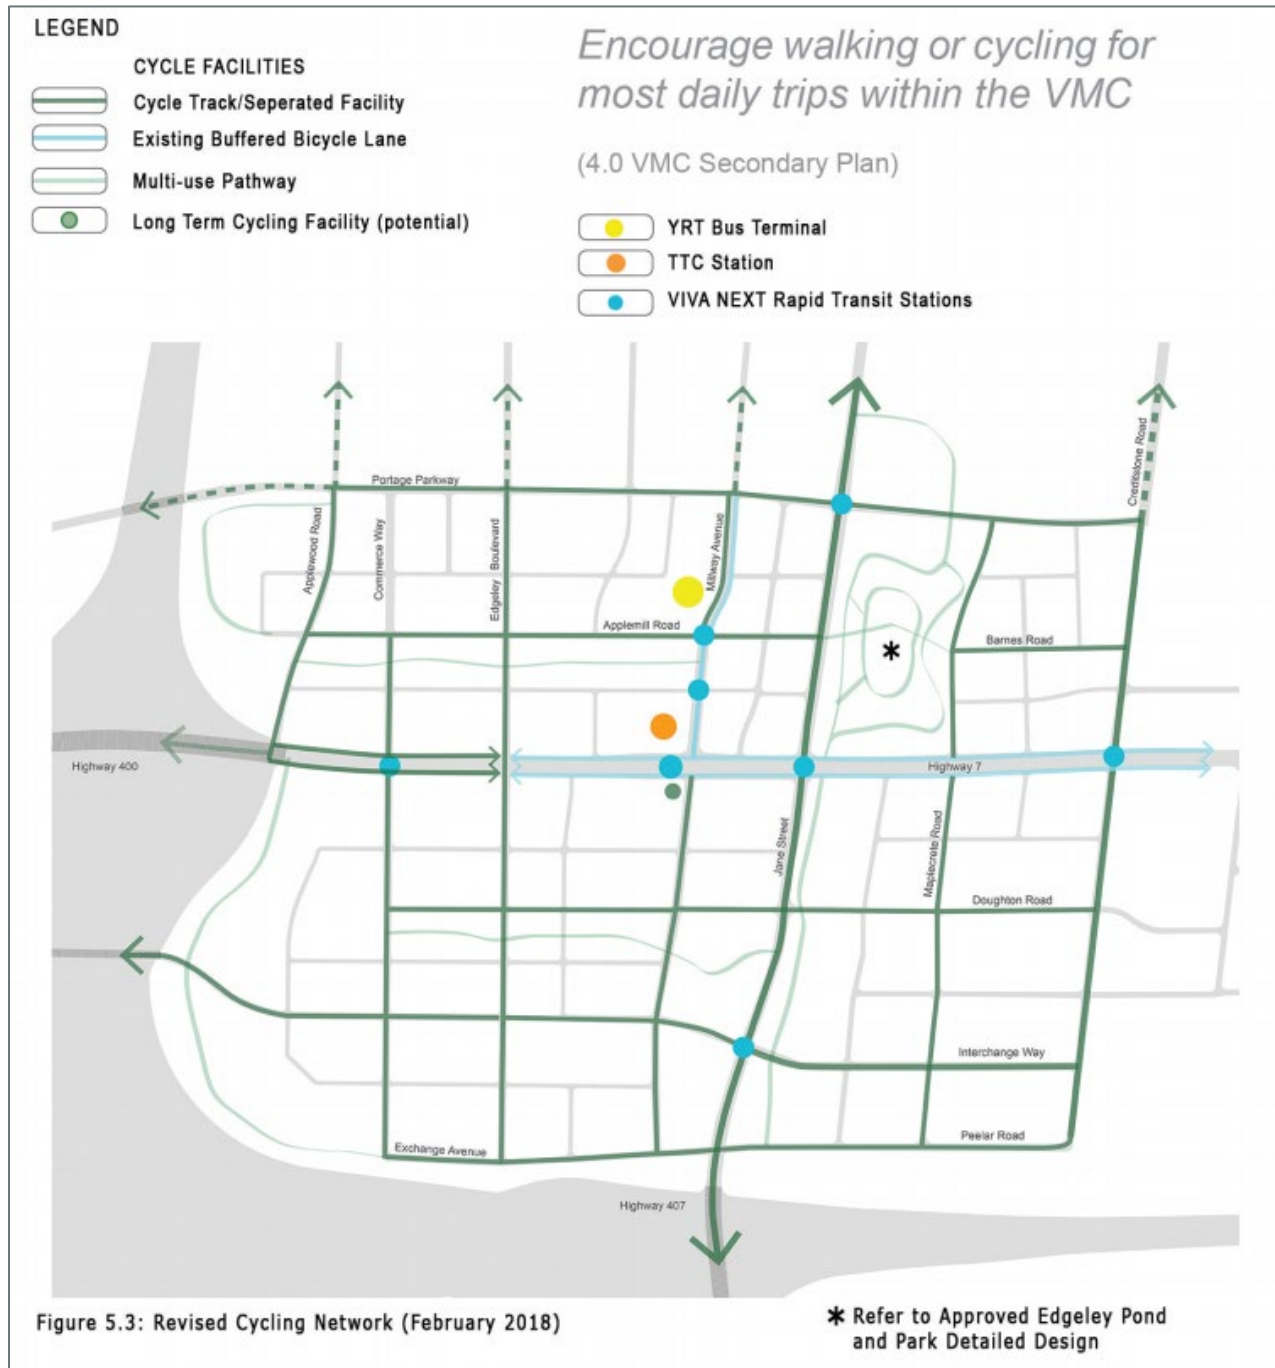 LEGEND
CYCLE FACILITIES
Cycle Track/Seperated Facility
Existing Buffered Bicycle Lane
Multi-use Pathway
Long Term Cycling Facility (potential)
Encourage walking or cycling for
most daily trips within the VMC
(4.0 VMC Secondary Plan)
YRT Bus Terminal
TTC Station
VIVA NEXT Rapid Transit Stations
Portage Parkway
Creditstone Road
Applewood Road
Commerce Way
Edgeley Boulevard
Millway Avenue
Applemill Road
Barnes Road
*
Highway 400
Highway 7
Jane Street
Maplecrete Road
Doughton Road
Interchange Way
Peelar Road
Exchange Avenue
Highway 407
Figure 5.3: Revised Cycling Network (February 2018)
* Refer to Approved Edgeley Pond
and Park Detailed Design